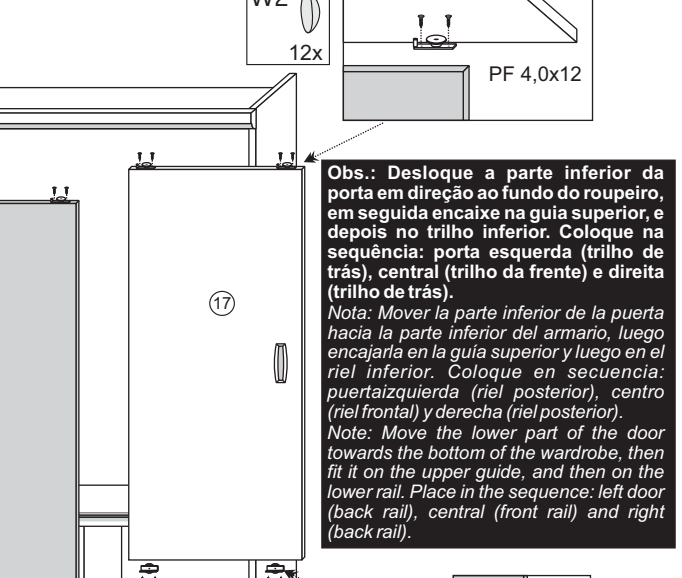 12x
PF 4,0x12
Obs.: Desloque a parte inferior da
porta em direção ao fundo do roupeiro,
em seguida encaixe na guia superior, e
depois no trilho inferior. Coloque na
sequência: porta esquerda (trilho de
trás), central (trilho da frente) e direita
(trilho de trás).
Nota: Mover la parte inferior de la puerta
hacia la parte inferior del armario, luego
encajarla en la guía superior y luego en el
riel inferior. Coloque en secuencia:
puertaizquierda (riel posterior), centro
(riel frontal) y derecha (riel posterior).
Note: Move the lower part of the door
towards the bottom of the wardrobe, then
fit it on the upper guide, and then on the
lower rail. Place in the sequence: left door
(back rail), central (front rail) and right
(back rail).
17